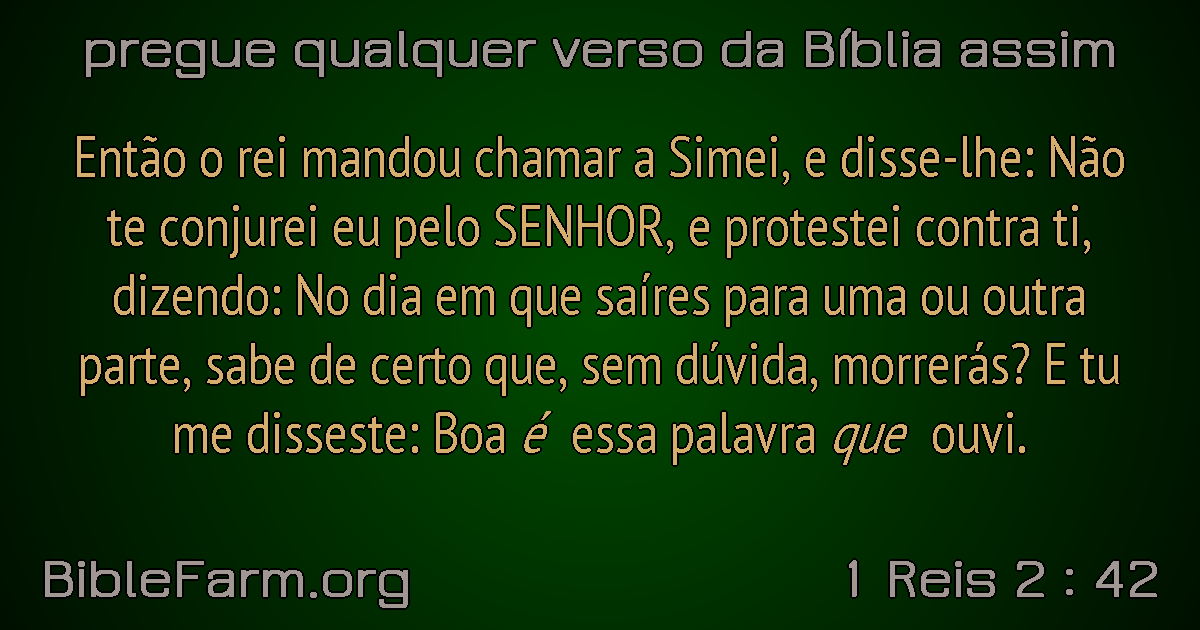 pregue qualquer verso da Bíblia assim
Então o rei mandou chamar a Simei, e disse-lhe: Não
te conjurei eu pelo SENHOR, e protestei contra ti,
dizendo: No dia em que saíres para uma ou outra
parte, sabe de certo que, sem dúvida, morrerás? E tu
me disseste: Boa é essa palavra que ouvi.
BibleFarm.org
1 Reis 2 : 42